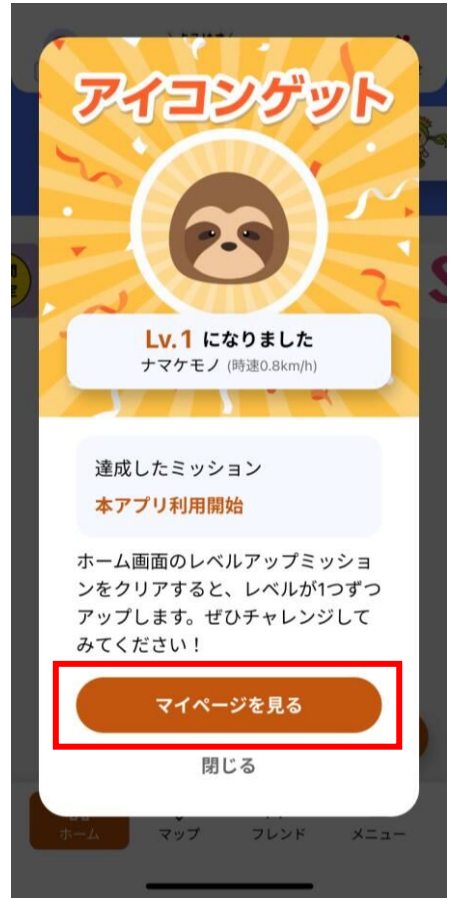 アイコンゲット
Lv.1 になりました
ナマケモノ (時速0.8km/h)
達成したミッション
本アプリ利用開始
ホーム画面のレベルアップミッショ
ンをクリアすると、レベルが1つずつ
アップします。ぜひチャレンジして
みてください！
マイページを見る
閉じる
ホーム マップ フレンド メニュー